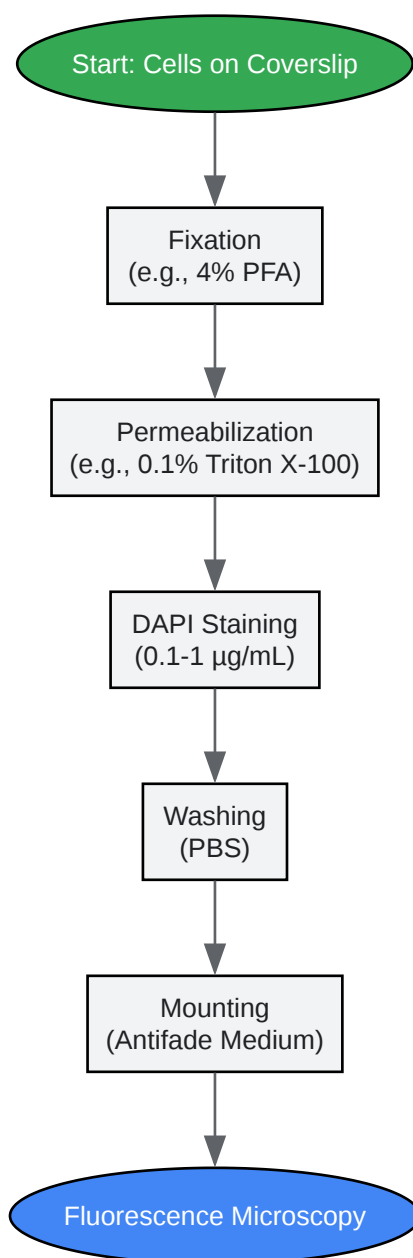 Start: Cells on Coverslip
Fixation
(e.g., 4% PFA)
Permeabilization
(e.g., 0.1% Triton X-100)
DAPI Staining
(0.1-1 µg/mL)
Washing
(PBS)
Mounting
(Antifade Medium)
Fluorescence Microscopy